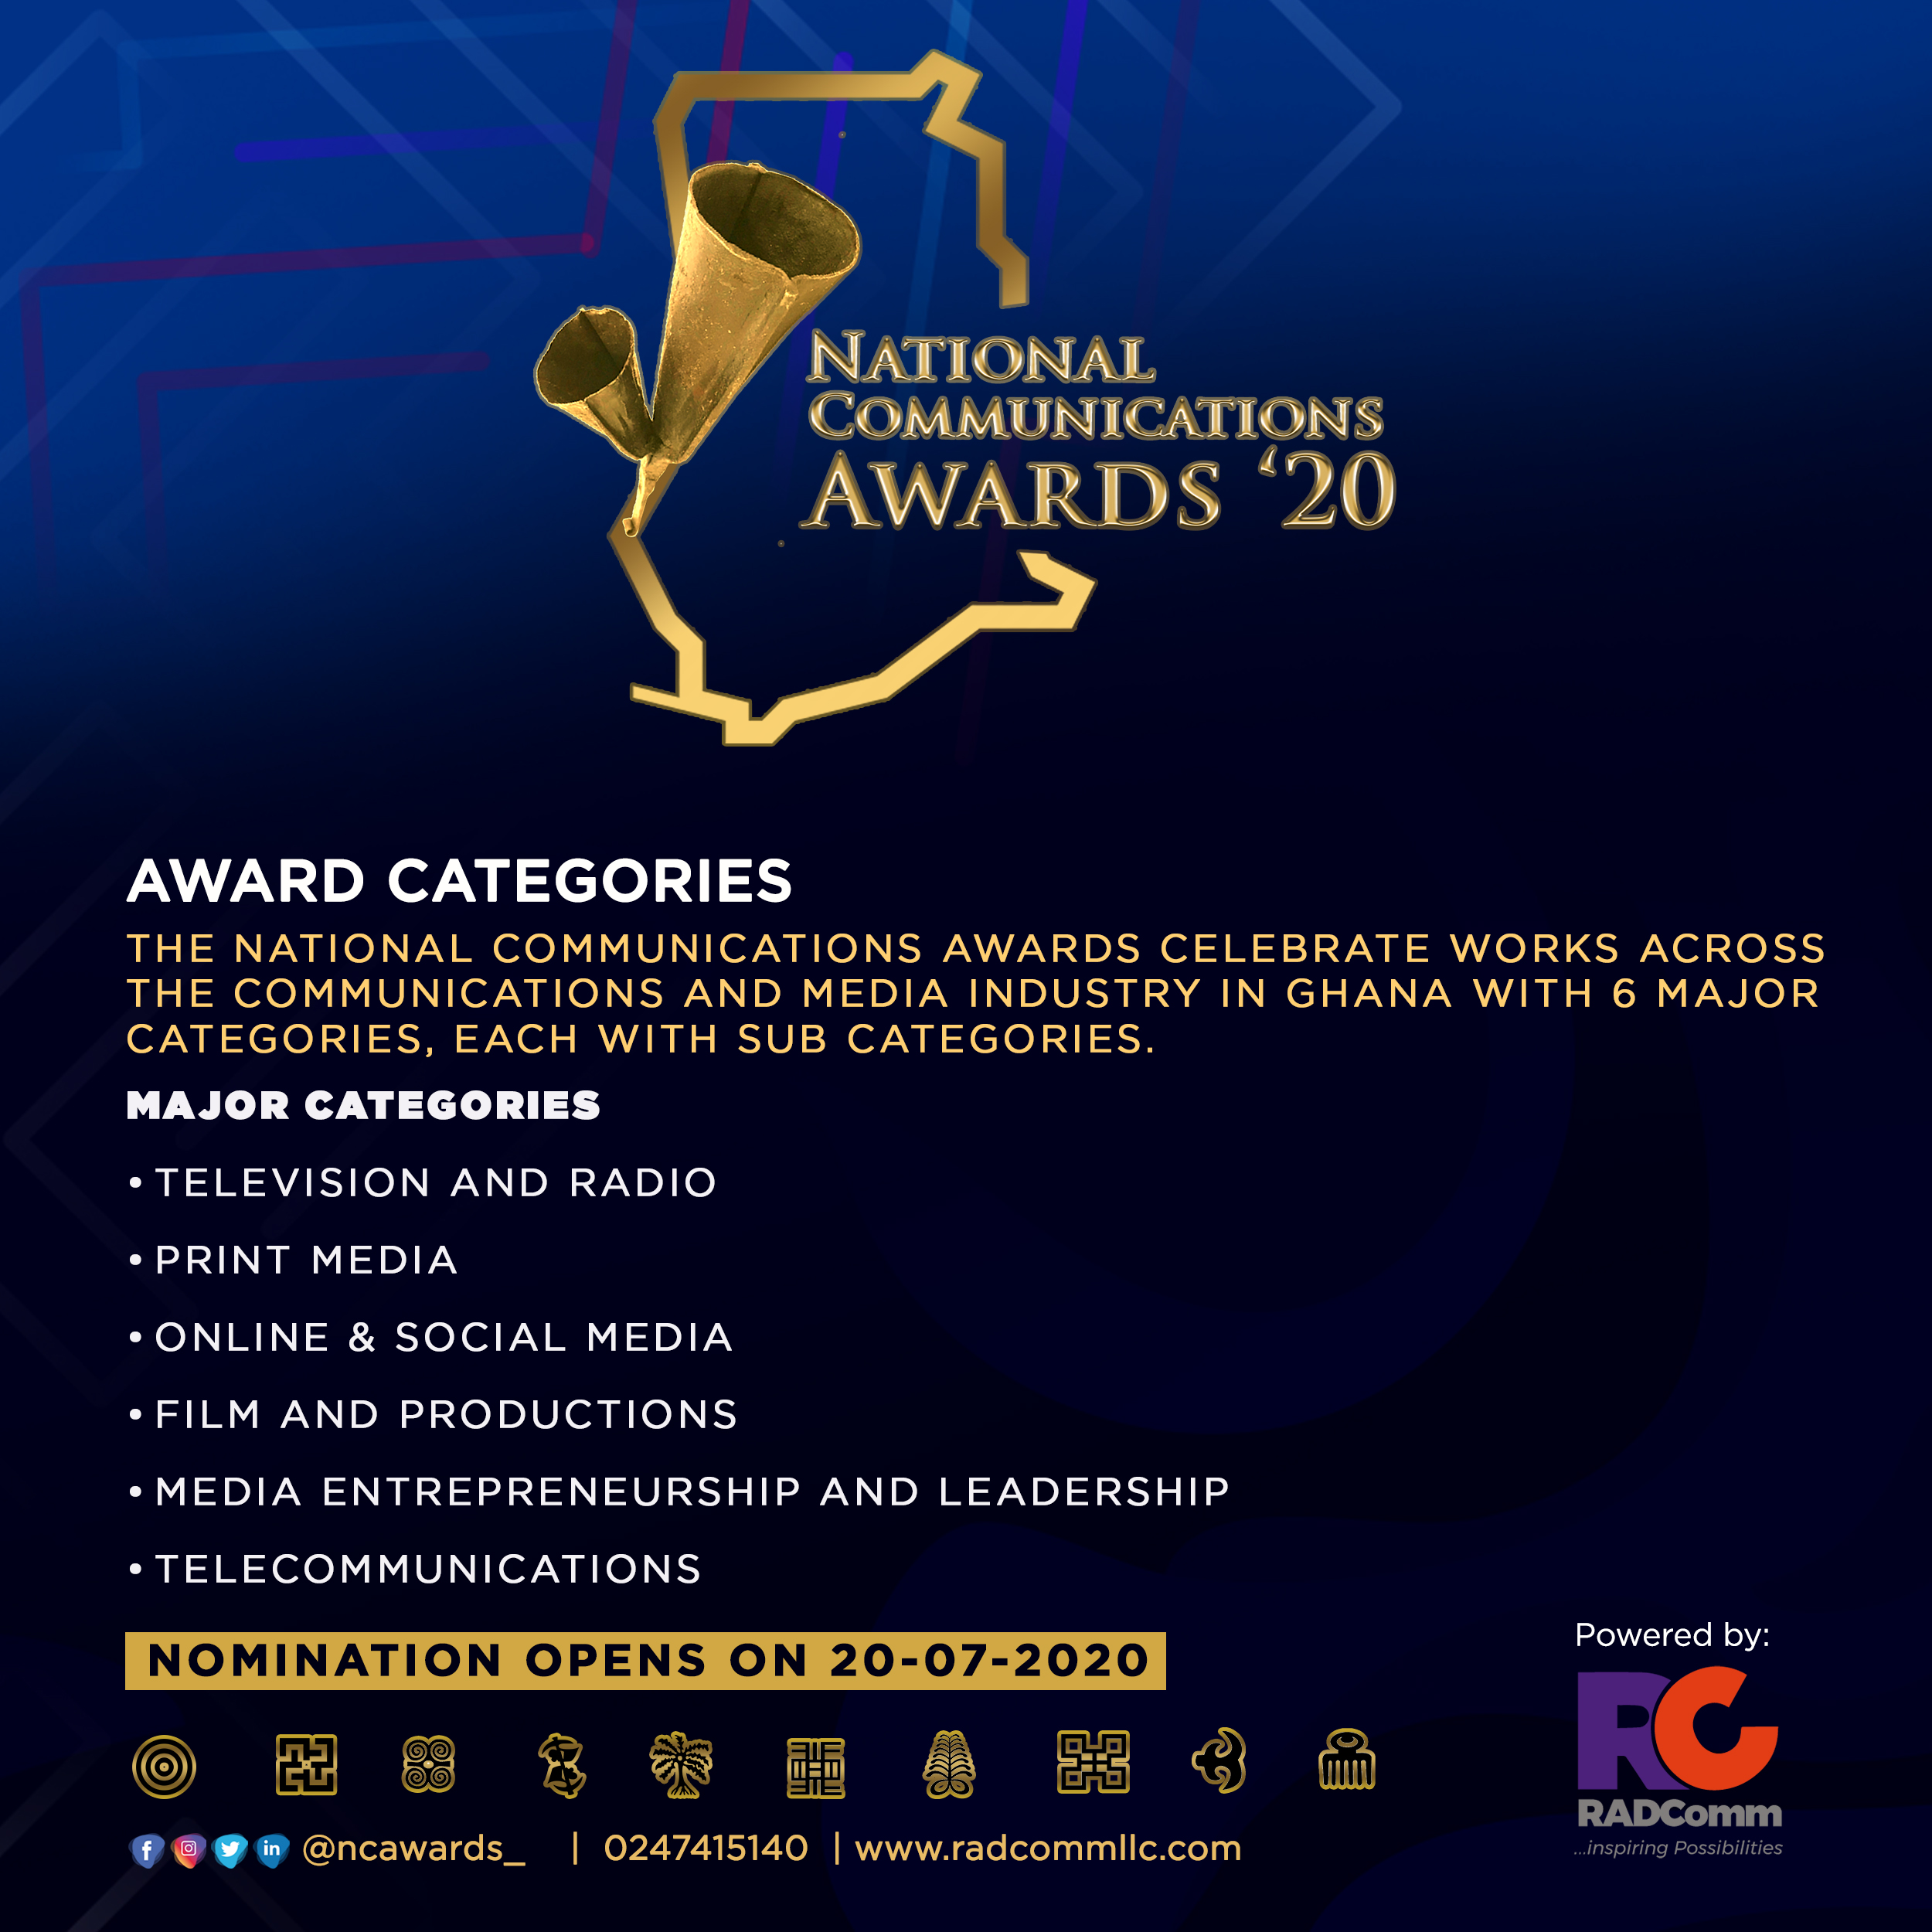 NATIONAL
COMMUNICATIONS
AWARDS ‘20
AWARD CATEGORIES
THE NATIONAL COMMUNICATIONS AWARDS CELEBRATE WORKS ACROSS
THE COMMUNICATIONS AND MEDIA INDUSTRY IN GHANA WITH 6 MAJOR
CATEGORIES, EACH WITH SUB CATEGORIES.
MAJOR CATEGORIES
• TELEVISION AND RADIO
• PRINT MEDIA
• ONLINE & SOCIAL MEDIA
• FILM AND PRODUCTIONS
• MEDIA ENTREPRENEURSHIP AND LEADERSHIP
• TELECOMMUNICATIONS
NOMINATION OPENS ON 20-07-2020
@ncawards_ | 0247415140 | www.radcommllc.com
Powered by:
RC
RADComm
...inspiring Possibilities